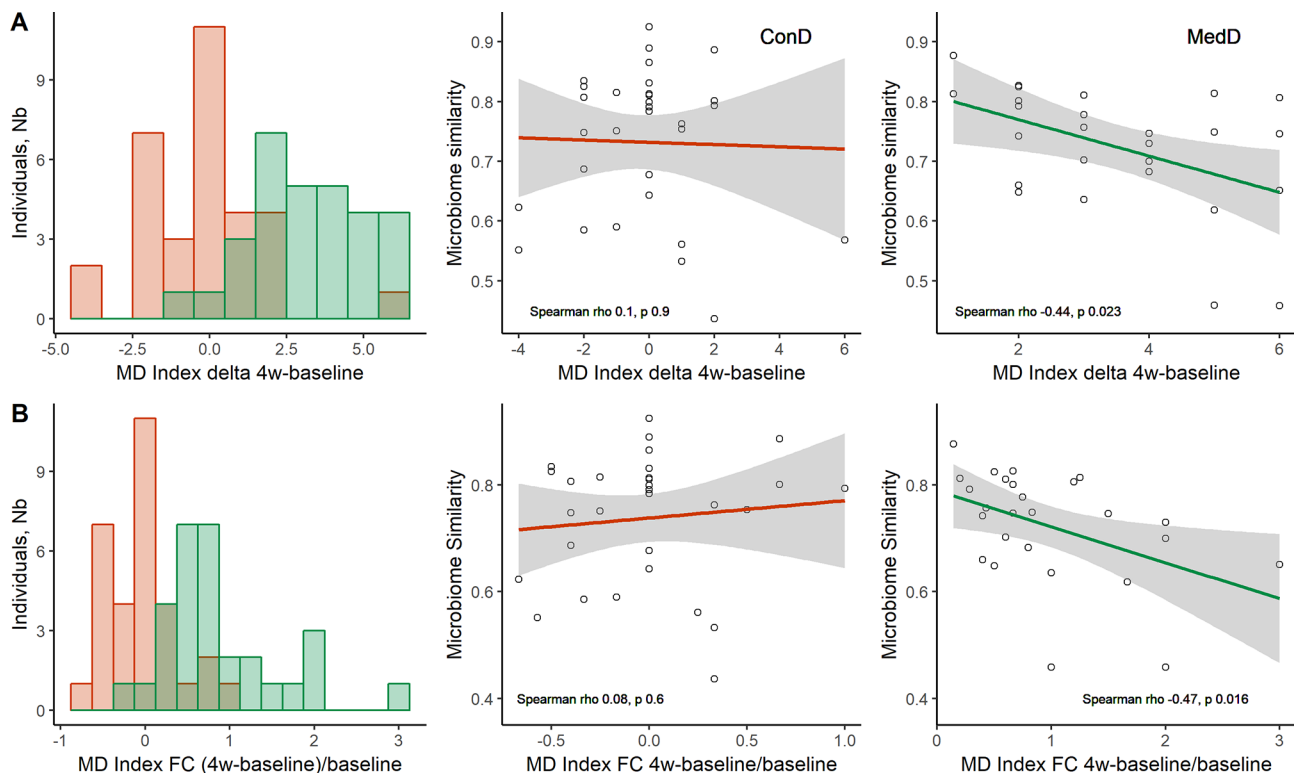 A
Individuals, Nb
9
6
3
0
-5.0 -2.5 0.0 2.5 5.0
MD Index delta 4w-baseline
ConD
Microbiome similarity
0.9
0.8
0.7
0.6
0.5
Spearman rho 0.1, p 0.9
-4 -2 0 2 4 6
MD Index delta 4w-baseline
MedD
Microbiome similarity
0.9
0.8
0.7
0.6
0.5
Spearman rho -0.44, p 0.023
2 4 6
MD Index delta 4w-baseline
B
Individuals, Nb
9
6
3
0
-1 0 1 2 3
MD Index FC (4w-baseline)/baseline
Microbiome Similarity
0.8
0.6
0.4
Spearman rho 0.08, p 0.6
-0.5 0.0 0.5 1.0
MD Index FC 4w-baseline/baseline
Microbiome Similarity
0.8
0.6
0.4
Spearman rho -0.47, p 0.016
0 1 2 3
MD Index FC 4w-baseline/baseline